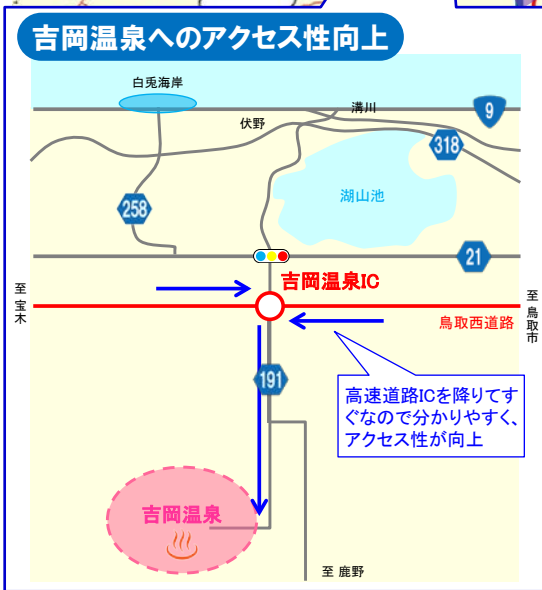 吉岡温泉へのアクセス性向上
白兎海岸
溝川
9
伏野
318
湖山池
258
21
吉岡温泉IC
至宝木
至鳥取市
鳥取西道路
191
高速道路ICを降りてす
ぐなので分かりやすく、
アクセス性が向上
吉岡温泉
至 鹿野